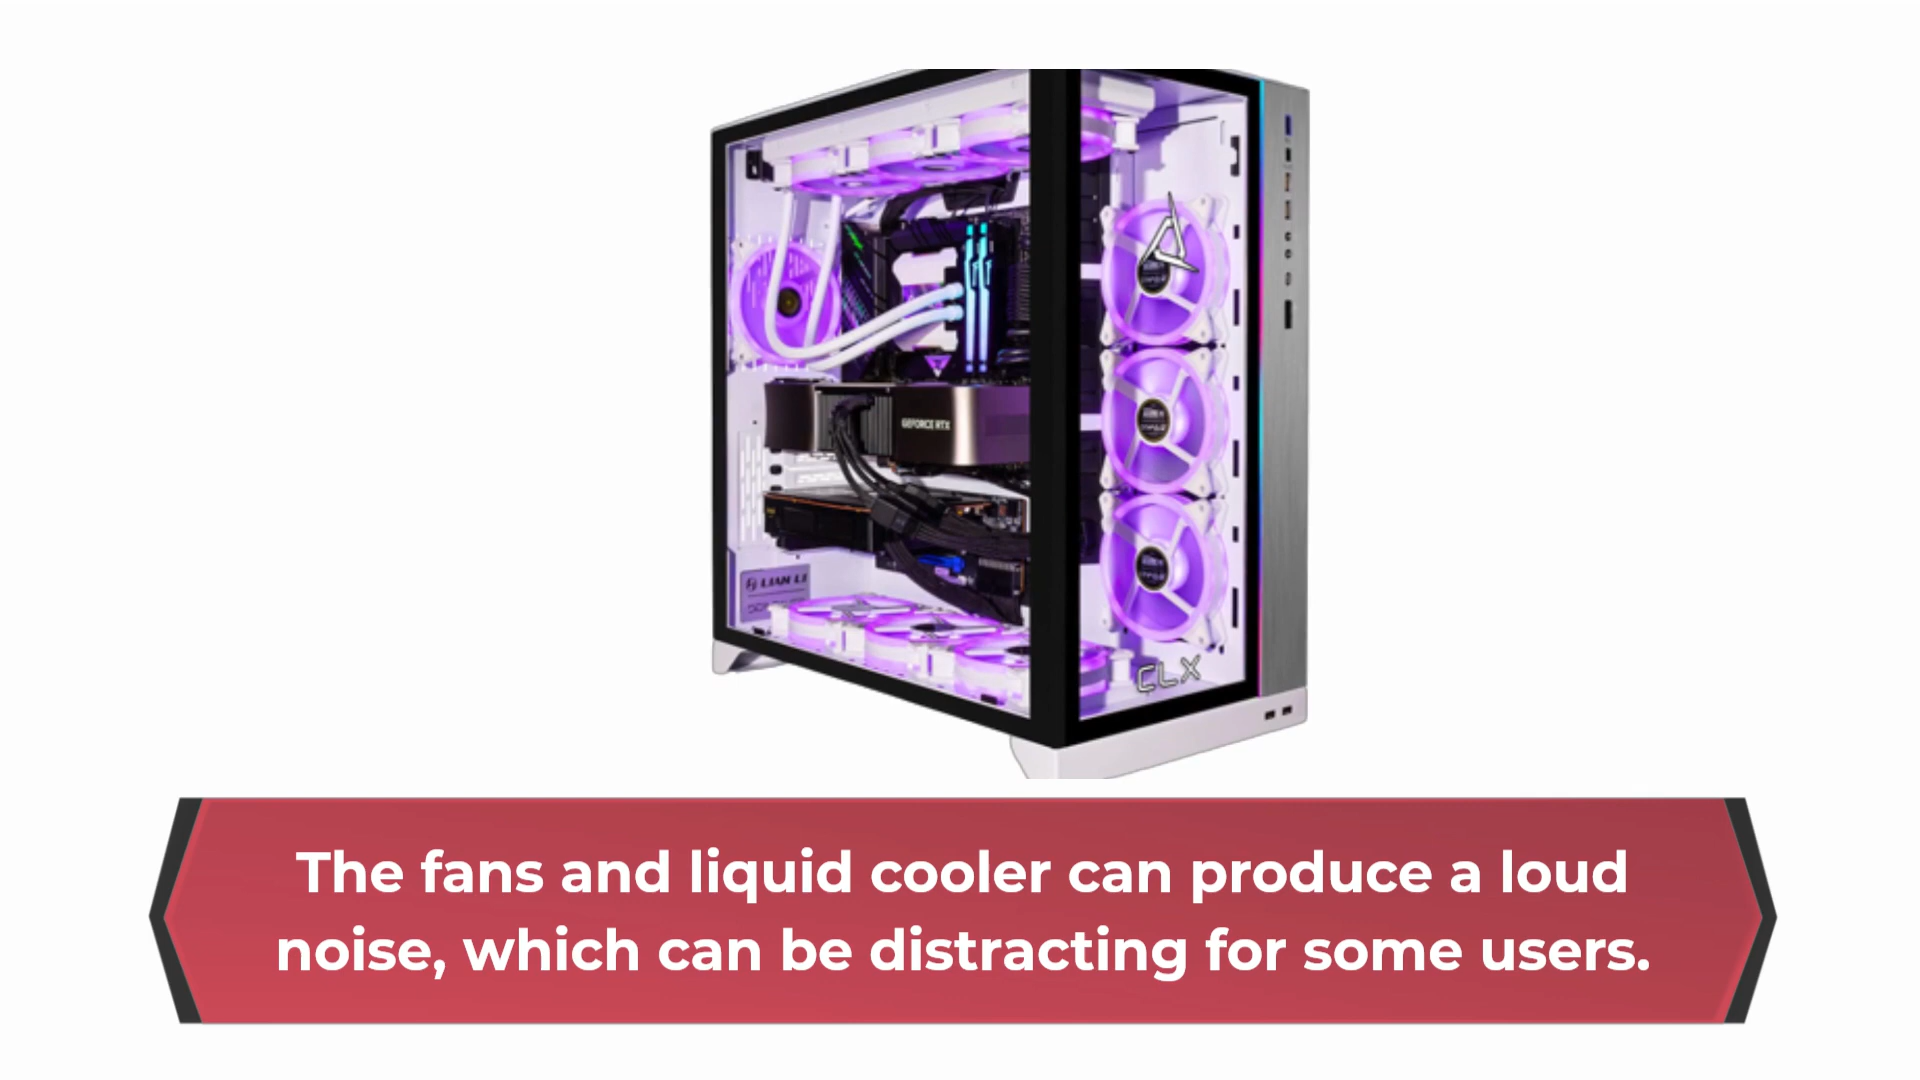 GEFORCE RTX
LIAN LI
CLX
The fans and liquid cooler can produce a loud
noise, which can be distracting for some users.